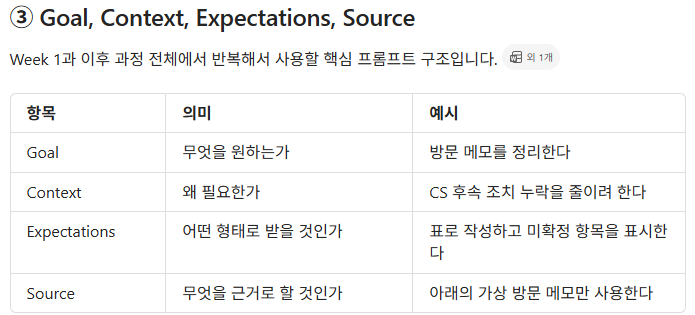 ③ Goal, Context, Expectations, Source
Week 1과 이후 과정 전체에서 반복해서 사용할 핵심 프롬프트 구조입니다. 외 1개
항목 의미 예시
Goal 무엇을 원하는가 방문 메모를 정리한다
Context 왜 필요한가 CS 후속 조치 누락을 줄이려 한다
Expectations 어떤 형태로 받을 것인가 표로 작성하고 미확정 항목을 표시한
다
Source 무엇을 근거로 할 것인가 아래의 가상 방문 메모만 사용한다